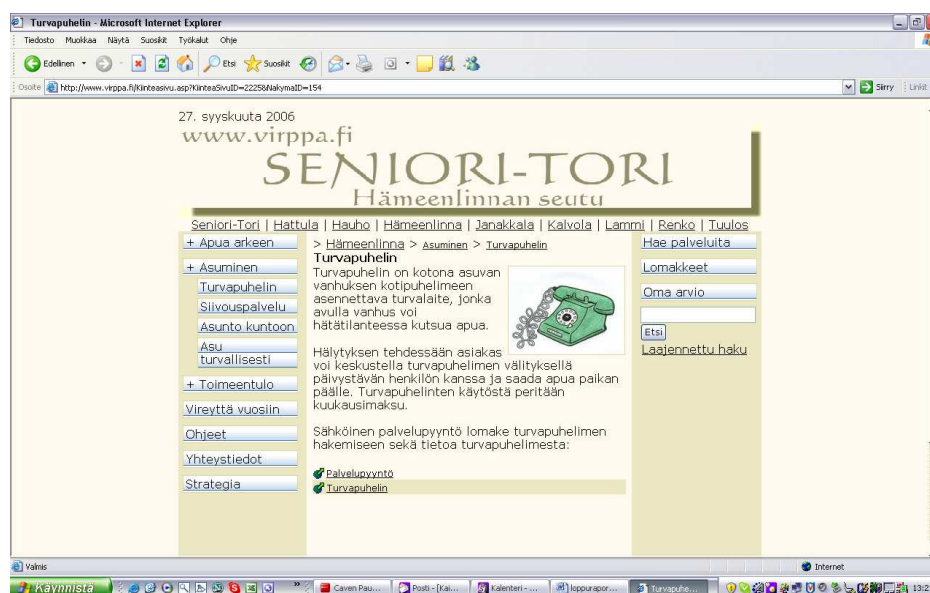 Turvapuhelin - Microsoft Internet Explorer
Tiedosto Muokkaa Näytä Suosikit Työkalut Ohje
Edellinen Etsi Suosikit
Osoite http://www.virppa.fi/Kiinteasivu.asp?KiinteaSivuID=2225&NakymaID=154 Siirry Linkit
27. syyskuuta 2006
www.virppa.fi
SENIORI-TORI
Hämeenlinnan seutu
Seniori-Tori | Hattula | Hauho | Hämeenlinna | Janakkala | Kalvola | Lammi | Renko | Tuulos
+ Apua arkeen
+ Asuminen
Turvapuhelin
Siivouspalvelu
Asunto kuntoon
Asu
turvallisesti
+ Toimeentulo
Vireyttä vuosiin
Ohjeet
Yhteystiedot
Strategia
> Hämeenlinna > Asuminen > Turvapuhelin
Turvapuhelin
Turvapuhelin on kotona asuvan
vanhuksen kotipuhelimeen
asennettava turvalaite, jonka
avulla vanhus voi
hätätilanteessa kutsua apua.
Hälytyksen tehdessään asiakas
voi keskustella turvapuhelimen välityksellä
päivystävän henkilön kanssa ja saada apua paikan
päälle. Turvapuhelinten käytöstä peritään
kuukausimaksu.
Sähköinen palvelupyyntö lomake turvapuhelimen
hakemiseen sekä tietoa turvapuhelimesta:
Palvelupyyntö
Turvapuhelin
Hae palveluita
Lomakkeet
Oma arvio
Etsi
Laajennettu haku
Valmis Internet
Käynnistä Caven Pau... Posti - [Kai... Kalenteri - ... loppurapor... Turvapuhe... 13:2